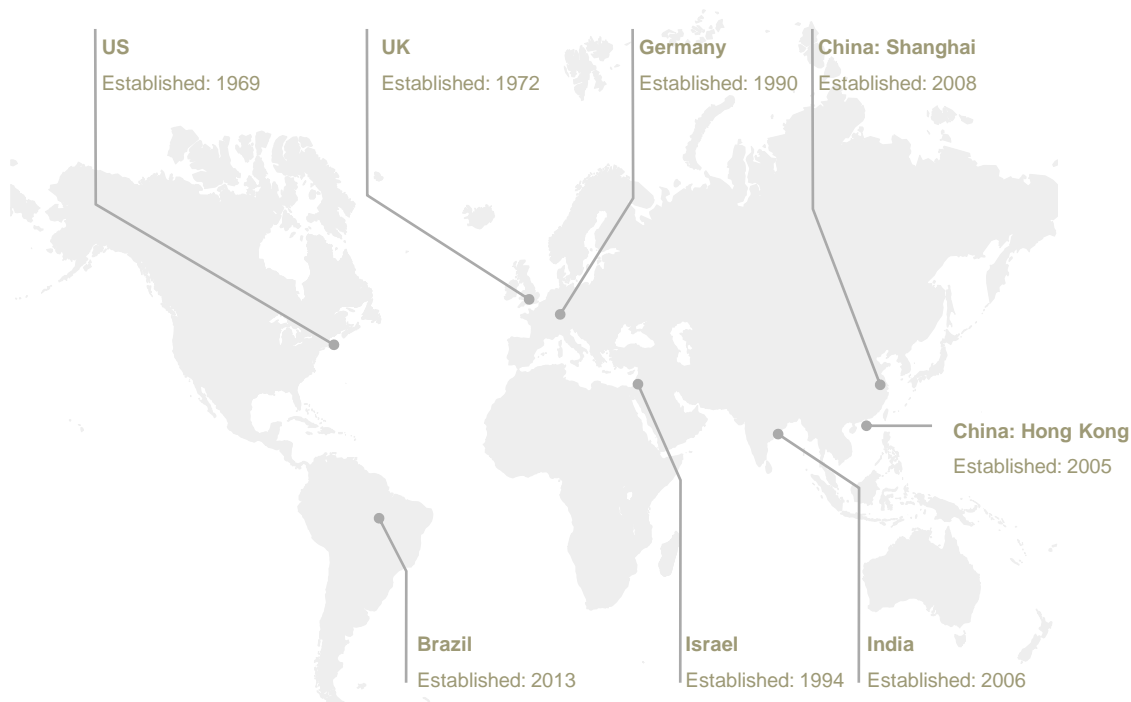 US
Established: 1969
UK
Established: 1972
Germany
Established: 1990
China: Shanghai
Established: 2008
China: Hong Kong
Established: 2005
Brazil
Established: 2013
Israel
Established: 1994
India
Established: 2006